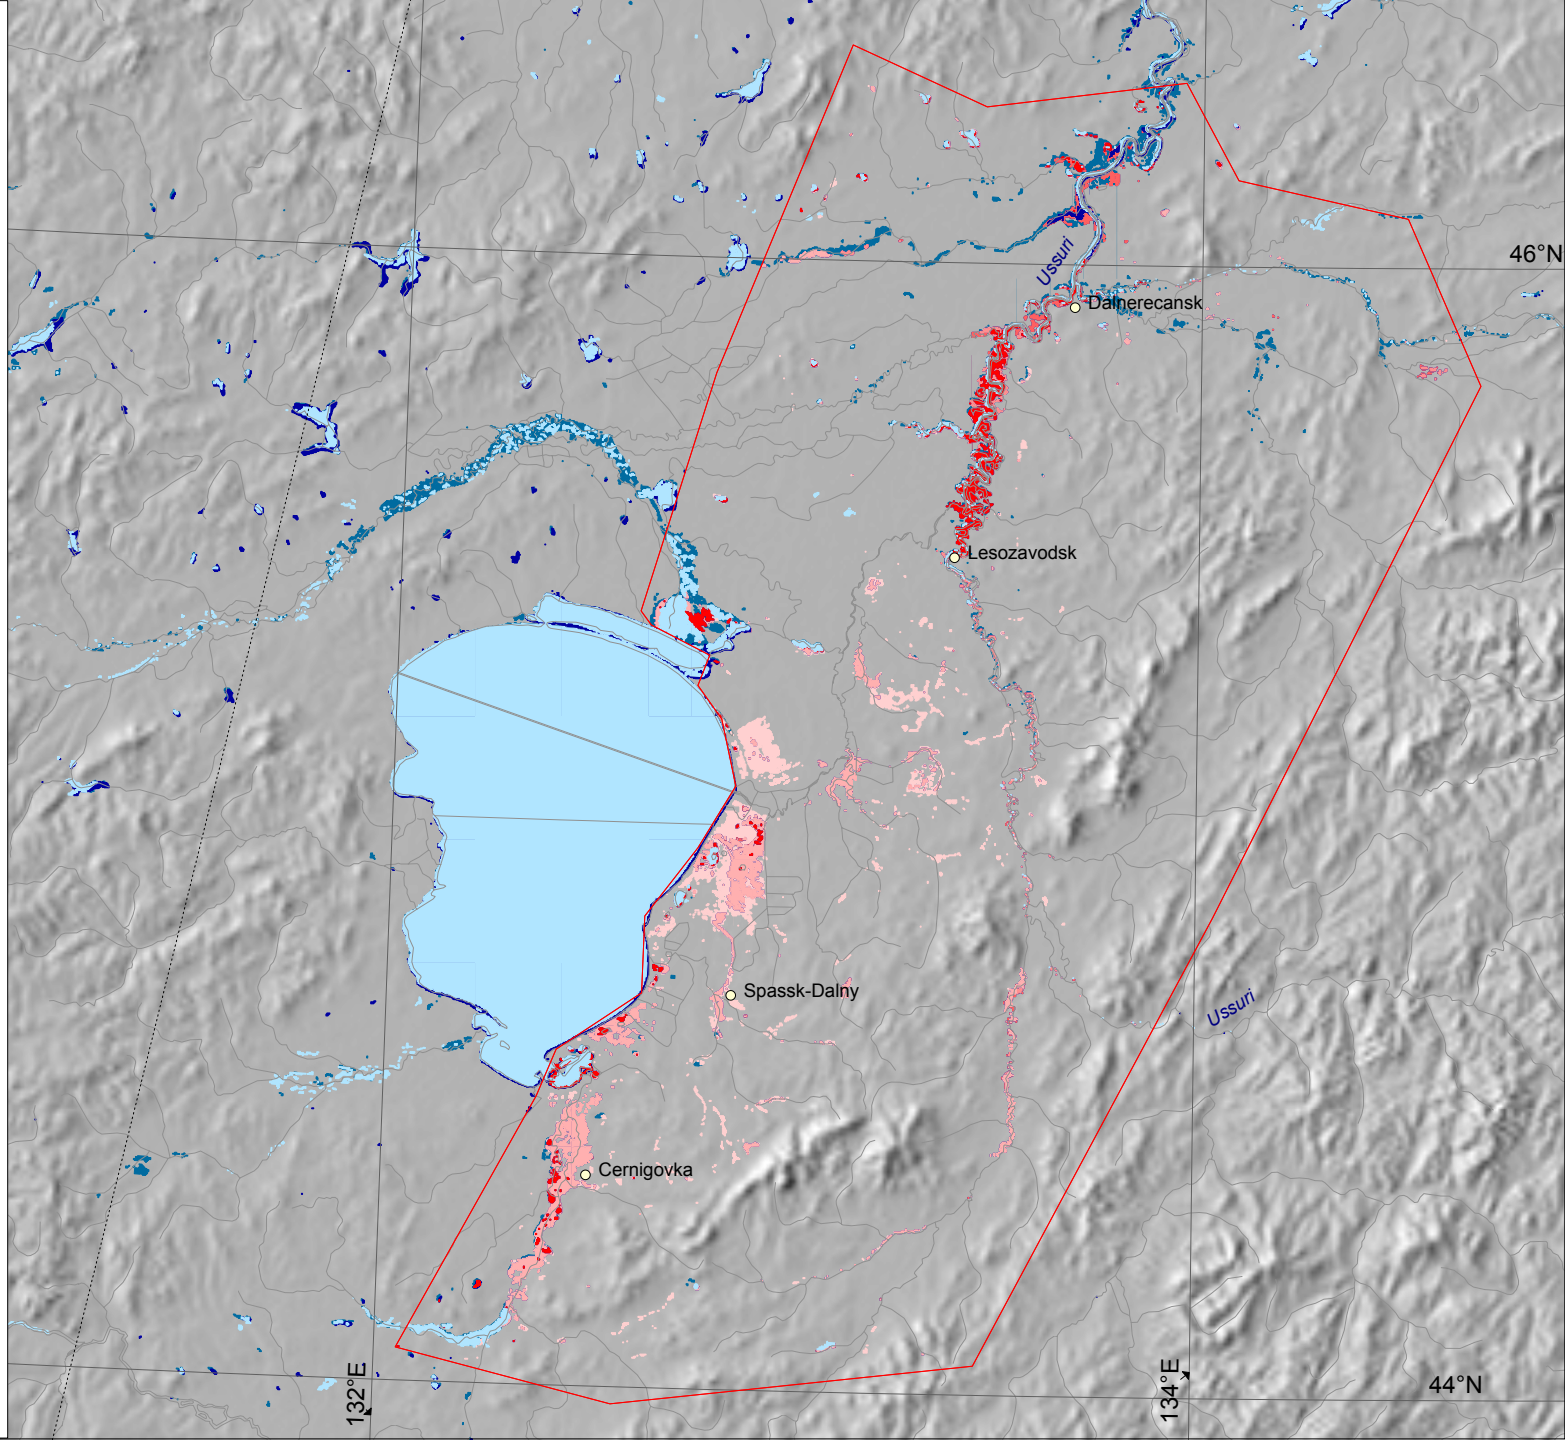 Ussuri
46°N
Dalnerecansk
Lesozavodsk
Spassk-Dalny
Ussuri
Cernigovka
132°E
134°E
44°N